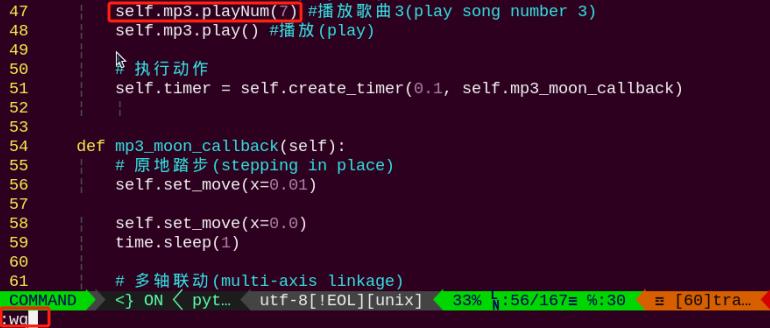 47 self.mp3.playNum(7) #播放歌曲3(play song number 3)
48 self.mp3.play() #播放(play)
49
50 # 执行动作
51 self.timer = self.create_timer(0.1, self.mp3_moon_callback)
52
53
54 def mp3_moon_callback(self):
55 # 原地踏步(stepping in place)
56 self.set_move(x=0.01)
57
58 self.set_move(x=0.0)
59 time.sleep(1)
60
61 # 多轴联动(multi-axis linkage)
COMMAND <} ON pyt… utf-8[!EOL][unix] 33% ␤:56/167≡ ℅:30 ☲ [60]tra…
:wq